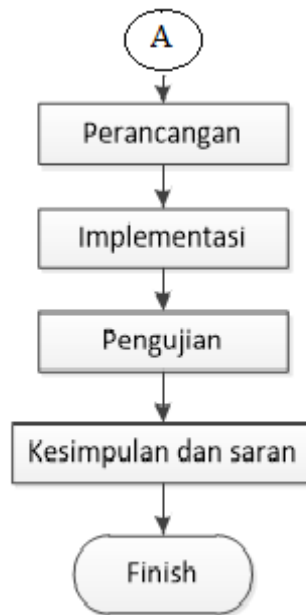 A
Perancangan
Implementasi
Pengujian
Kesimpulan dan saran
Finish